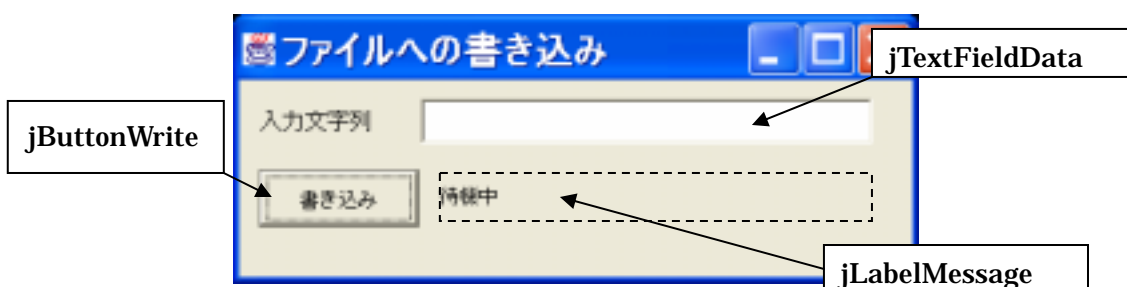 ファイルへの書き込み
jTextFieldData
入力文字列
jButtonWrite
書き込み
待機中
jLabelMessage